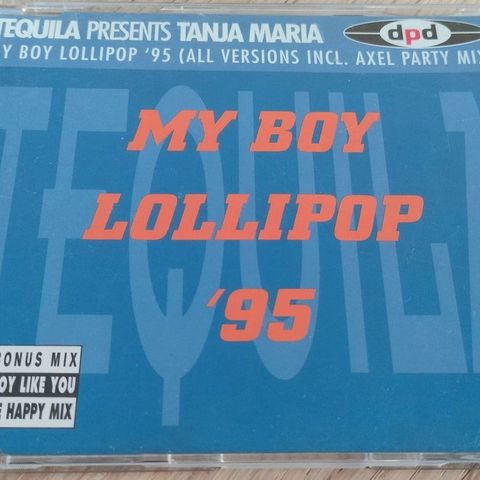 TEQUILA PRESENTS TANJA MARIA
Y BOY LOLLIPOP '95 (ALL VERSIONS INCL. AXEL PARTY MIX
dpd
TEQUIL
MY BOY
LOLLIPOP
'95
BONUS MIX
OY LIKE YOU
E HAPPY MIX